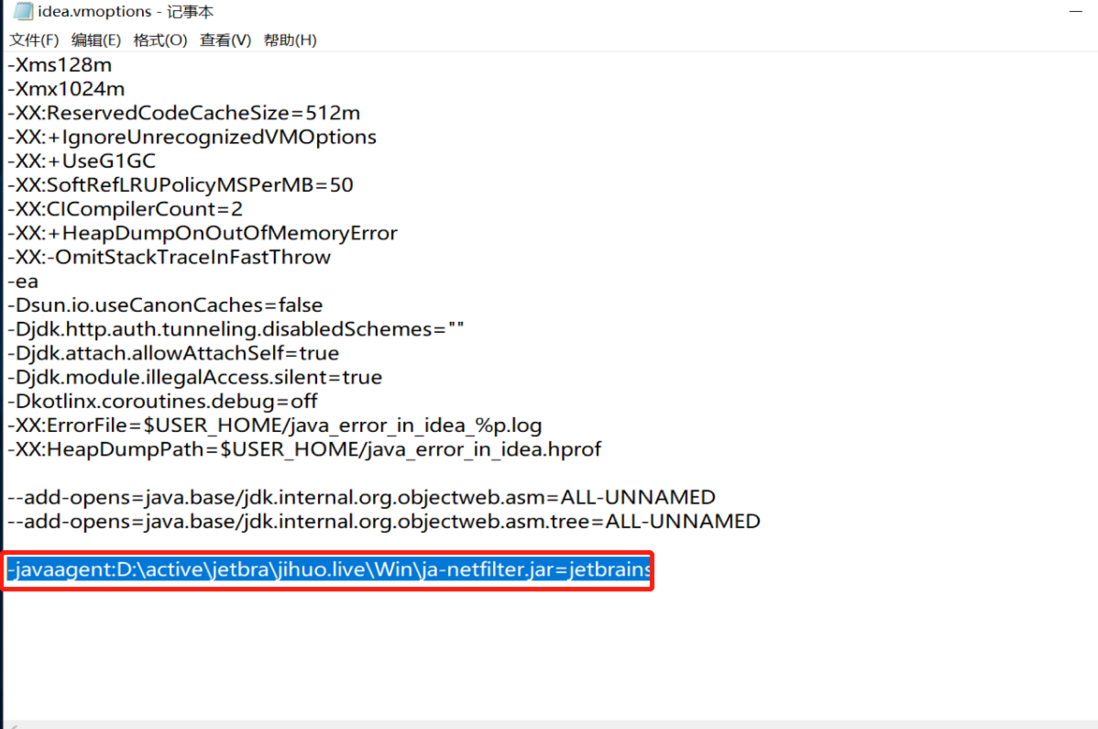 idea.vmoptions - 记事本
文件(F) 编辑(E) 格式(O) 查看(V) 帮助(H)
-Xms128m
-Xmx1024m
-XX:ReservedCodeCacheSize=512m
-XX:+IgnoreUnrecognizedVMOptions
-XX:+UseG1GC
-XX:SoftRefLRUPolicyMSPerMB=50
-XX:CICompilerCount=2
-XX:+HeapDumpOnOutOfMemoryError
-XX:-OmitStackTraceInFastThrow
-ea
-Dsun.io.useCanonCaches=false
-Djdk.http.auth.tunneling.disabledSchemes=""
-Djdk.attach.allowAttachSelf=true
-Djdk.module.illegalAccess.silent=true
-Dkotlinx.coroutines.debug=off
-XX:ErrorFile=$USER_HOME/java_error_in_idea_%p.log
-XX:HeapDumpPath=$USER_HOME/java_error_in_idea.hprof
--add-opens=java.base/jdk.internal.org.objectweb.asm=ALL-UNNAMED
--add-opens=java.base/jdk.internal.org.objectweb.asm.tree=ALL-UNNAMED
-javaagent:D:\active\jetbra\jihuo.live\Win\ja-netfilter.jar=jetbrains